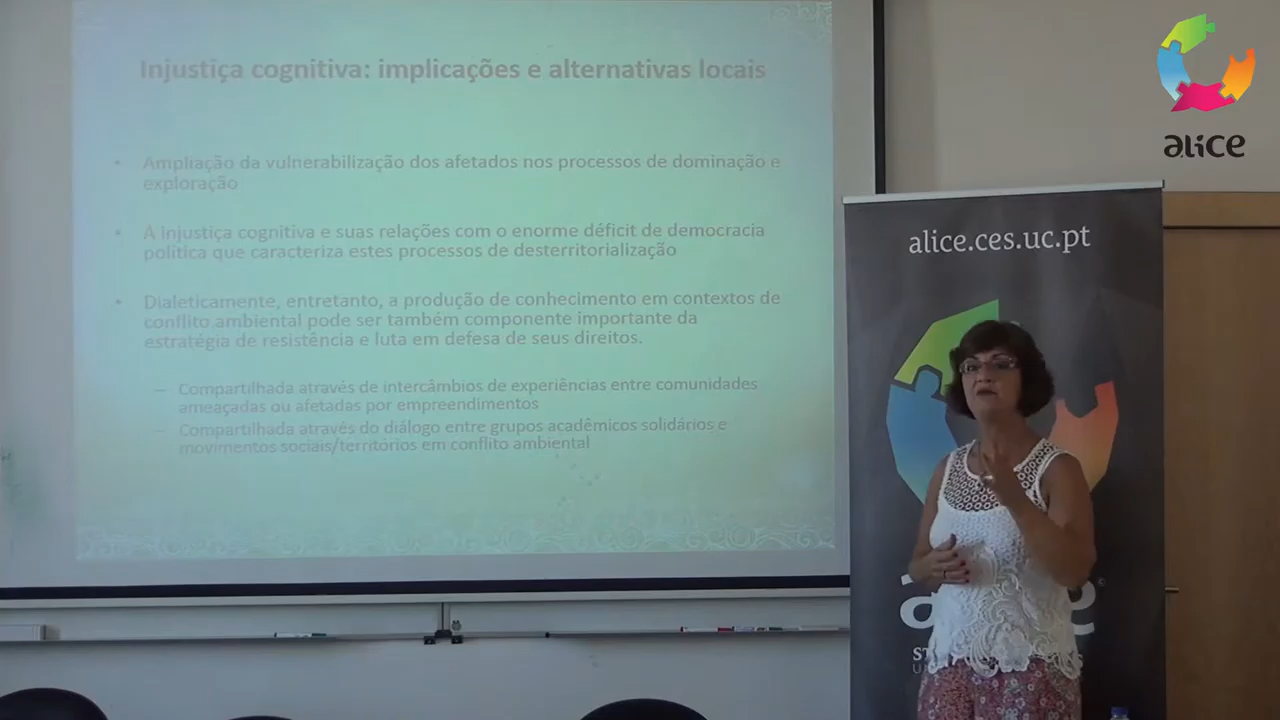 Injustiça cognitiva: implicações e alternativas locais
• Ampliação da vulnerabilização dos afetados nos processos de dominação e
exploração
• A injustiça cognitiva e suas relações com o enorme déficit de democracia
política que caracteriza estes processos de desterritorialização
• Dialeticamente, entretanto, a produção de conhecimento em contextos de
conflito ambiental pode ser também componente importante da
estratégia de resistência e luta em defesa de seus direitos.
– Compartilhada através de intercâmbios de experiências entre comunidades
ameaçadas ou afetadas por empreendimentos
– Compartilhada através do diálogo entre grupos acadêmicos solidários e
movimentos sociais/territórios em conflito ambiental
alice
alice.ces.uc.pt